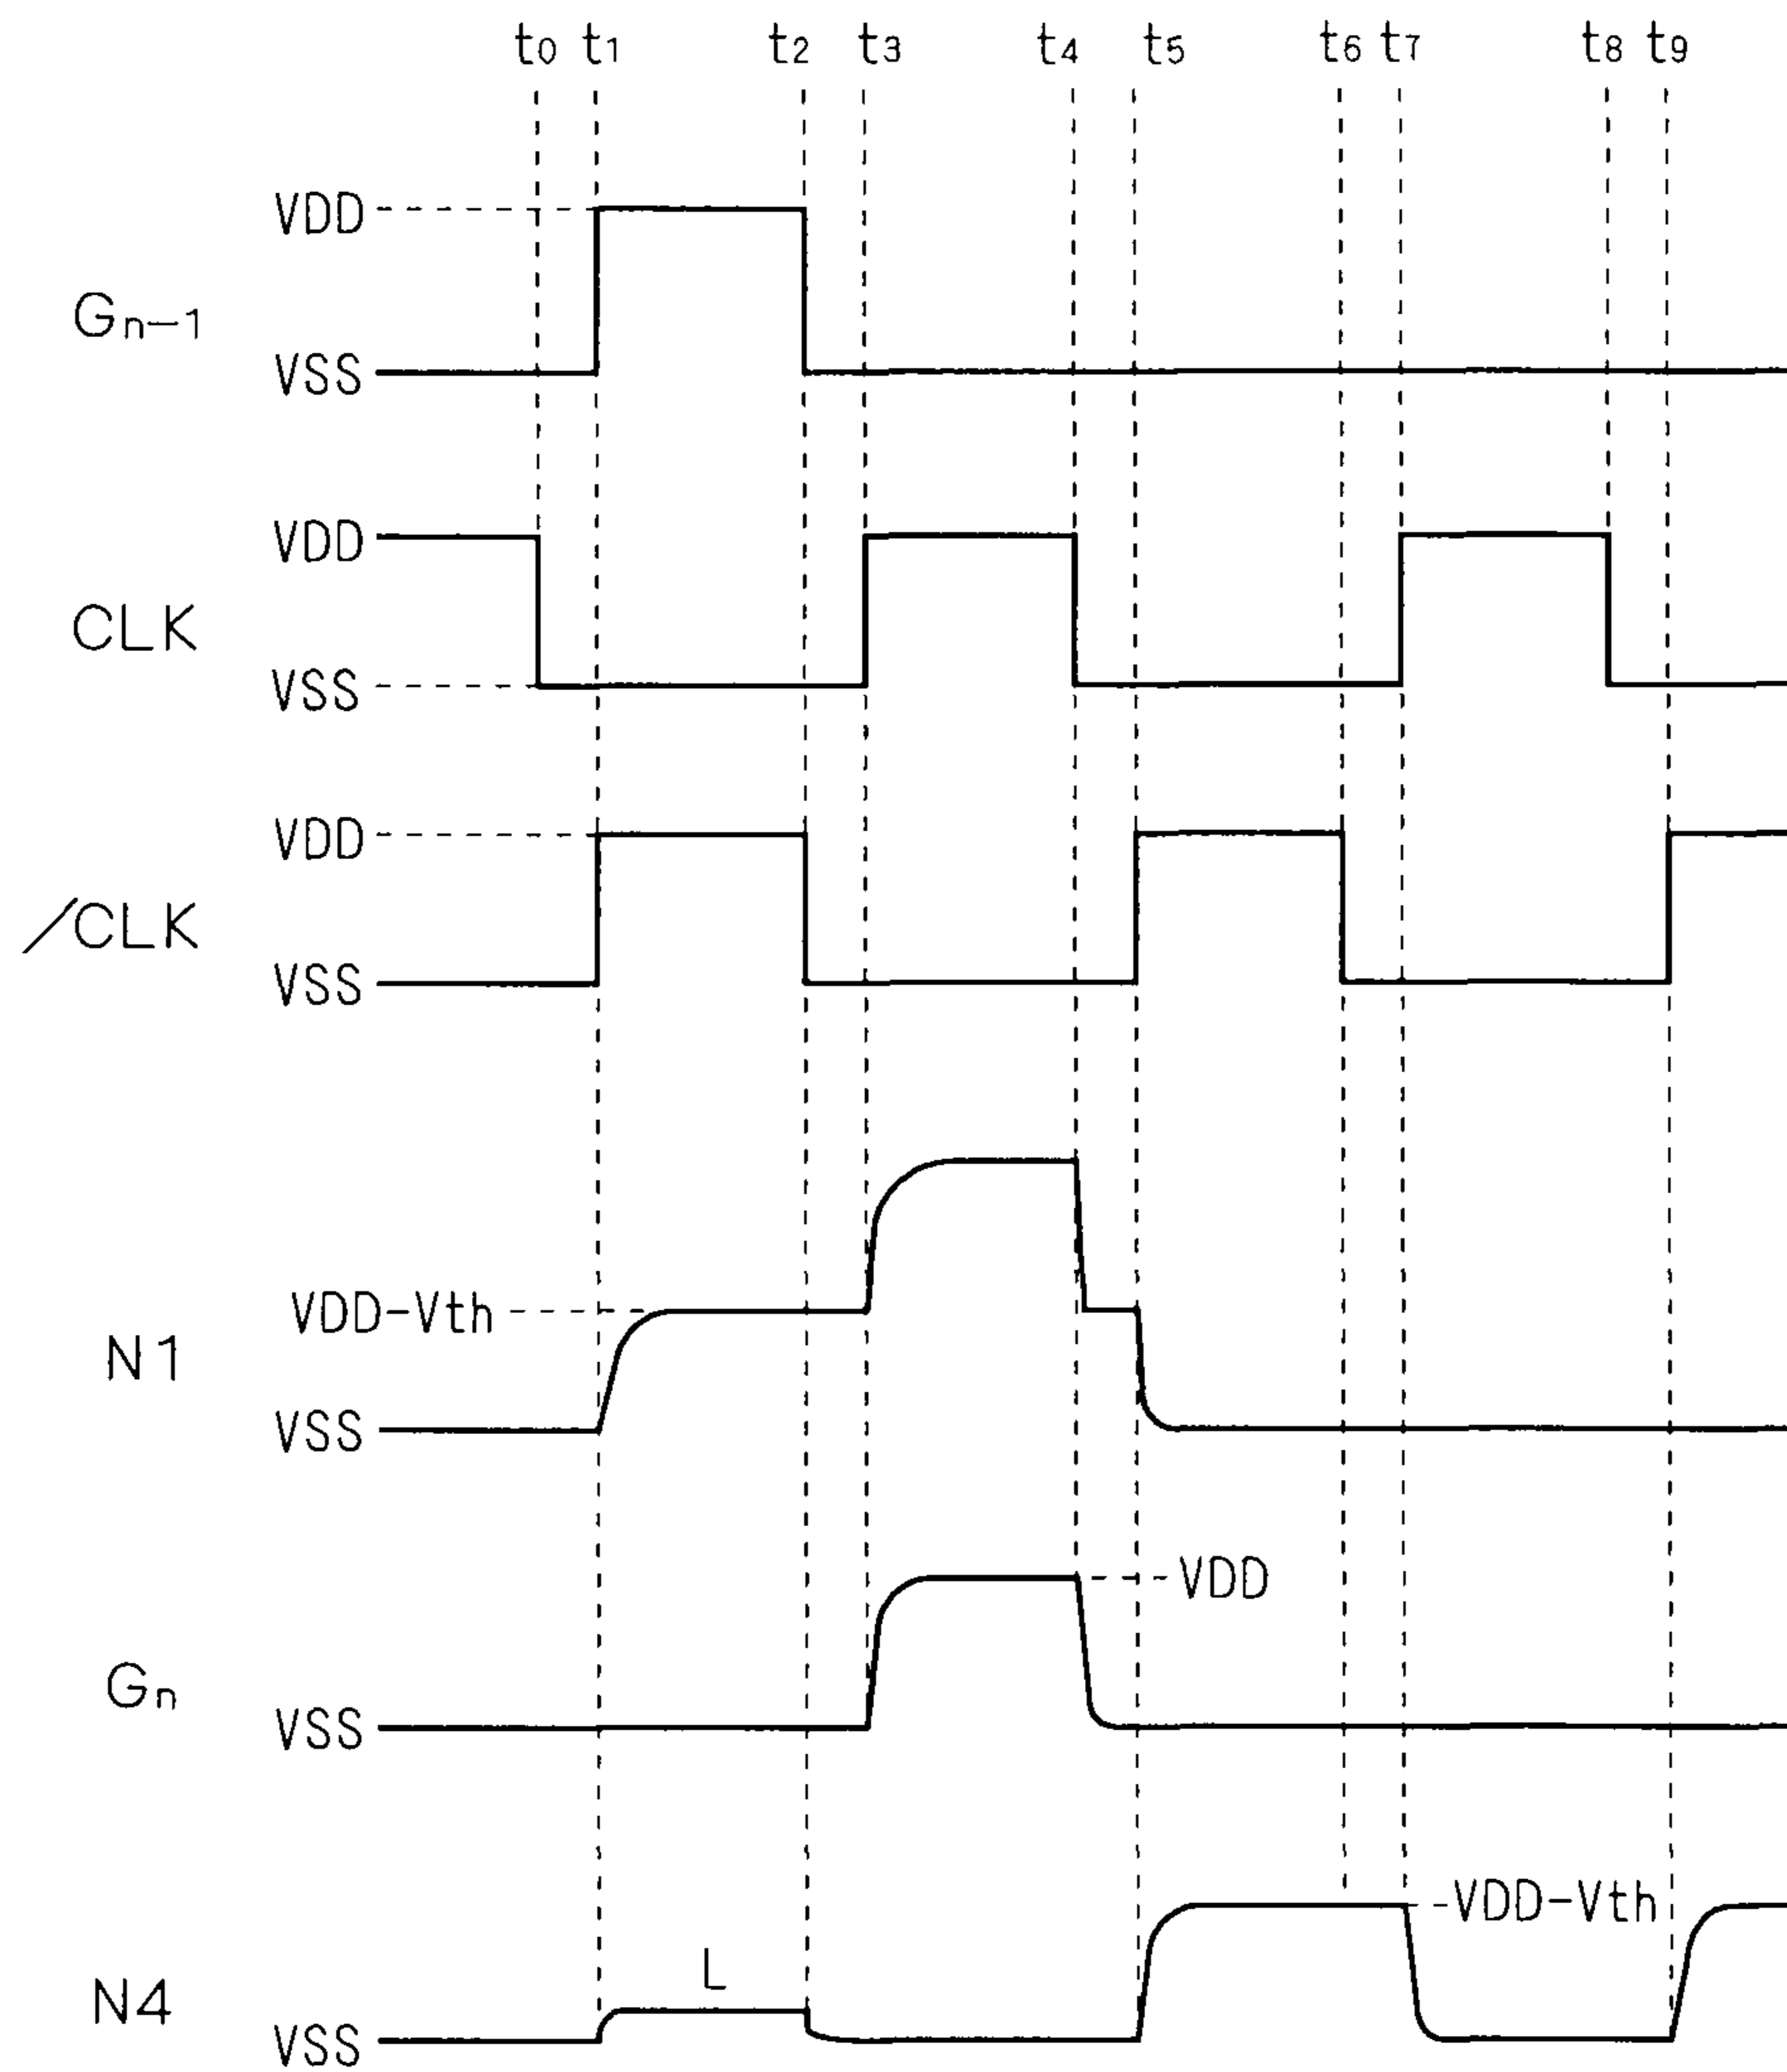 t0 t1 t2 t3 t4 t5 t6 t7 t8 t9
VDD
Gn-1
VSS
VDD
CLK
VSS
VDD
/CLK
VSS
VDD-Vth
N1
VSS
VDD
Gn
VSS
VDD-Vth
L
N4
VSS